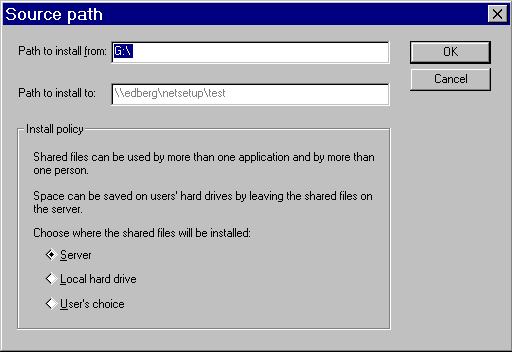 Source path
Path to install from: G:\
OK
Cancel
Path to install to: \\edberg\netsetup\test
Install policy
Shared files can be used by more than one application and by more than
one person.
Space can be saved on users' hard drives by leaving the shared files on
the server.
Choose where the shared files will be installed:
Server
Local hard drive
User's choice